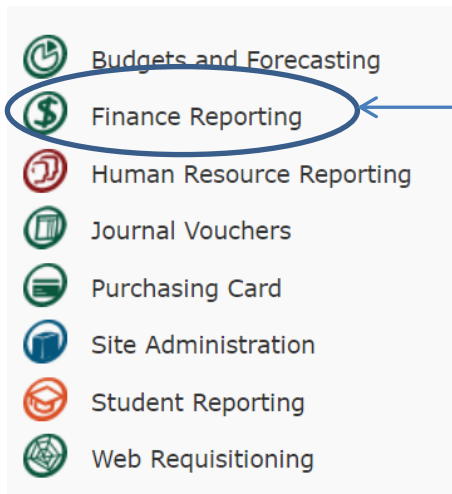 Budgets and Forecasting
Finance Reporting
Human Resource Reporting
Journal Vouchers
Purchasing Card
Site Administration
Student Reporting
Web Requisitioning